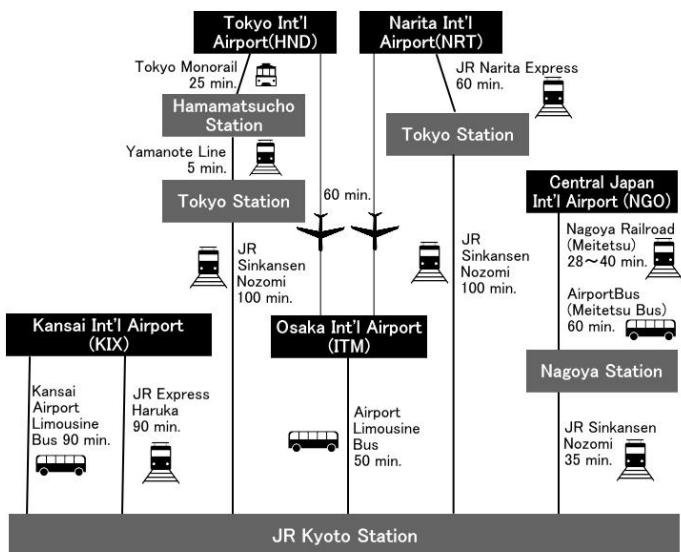 Tokyo Int'l
Airport(HND)
Narita Int'l
Airport(NRT)
Tokyo Monorail
25 min.
JR Narita Express
60 min.
Hamamatsucho
Station
Tokyo Station
Yamanote Line
5 min.
Tokyo Station
60 min.
Central Japan
Int'l Airport (NGO)
Nagoya Railroad
(Meitetsu)
28～40 min.
JR
Sinkansen
Nozomi
100 min.
JR
Sinkansen
Nozomi
100 min.
AirportBus
(Meitetsu Bus)
60 min.
Kansai Int'l Airport
(KIX)
Osaka Int'l Airport
(ITM)
Nagoya Station
Kansai
Airport
Limousine
Bus 90 min.
JR Express
Haruka
90 min.
Airport
Limousine
Bus
50 min.
JR Sinkansen
Nozomi
35 min.
JR Kyoto Station